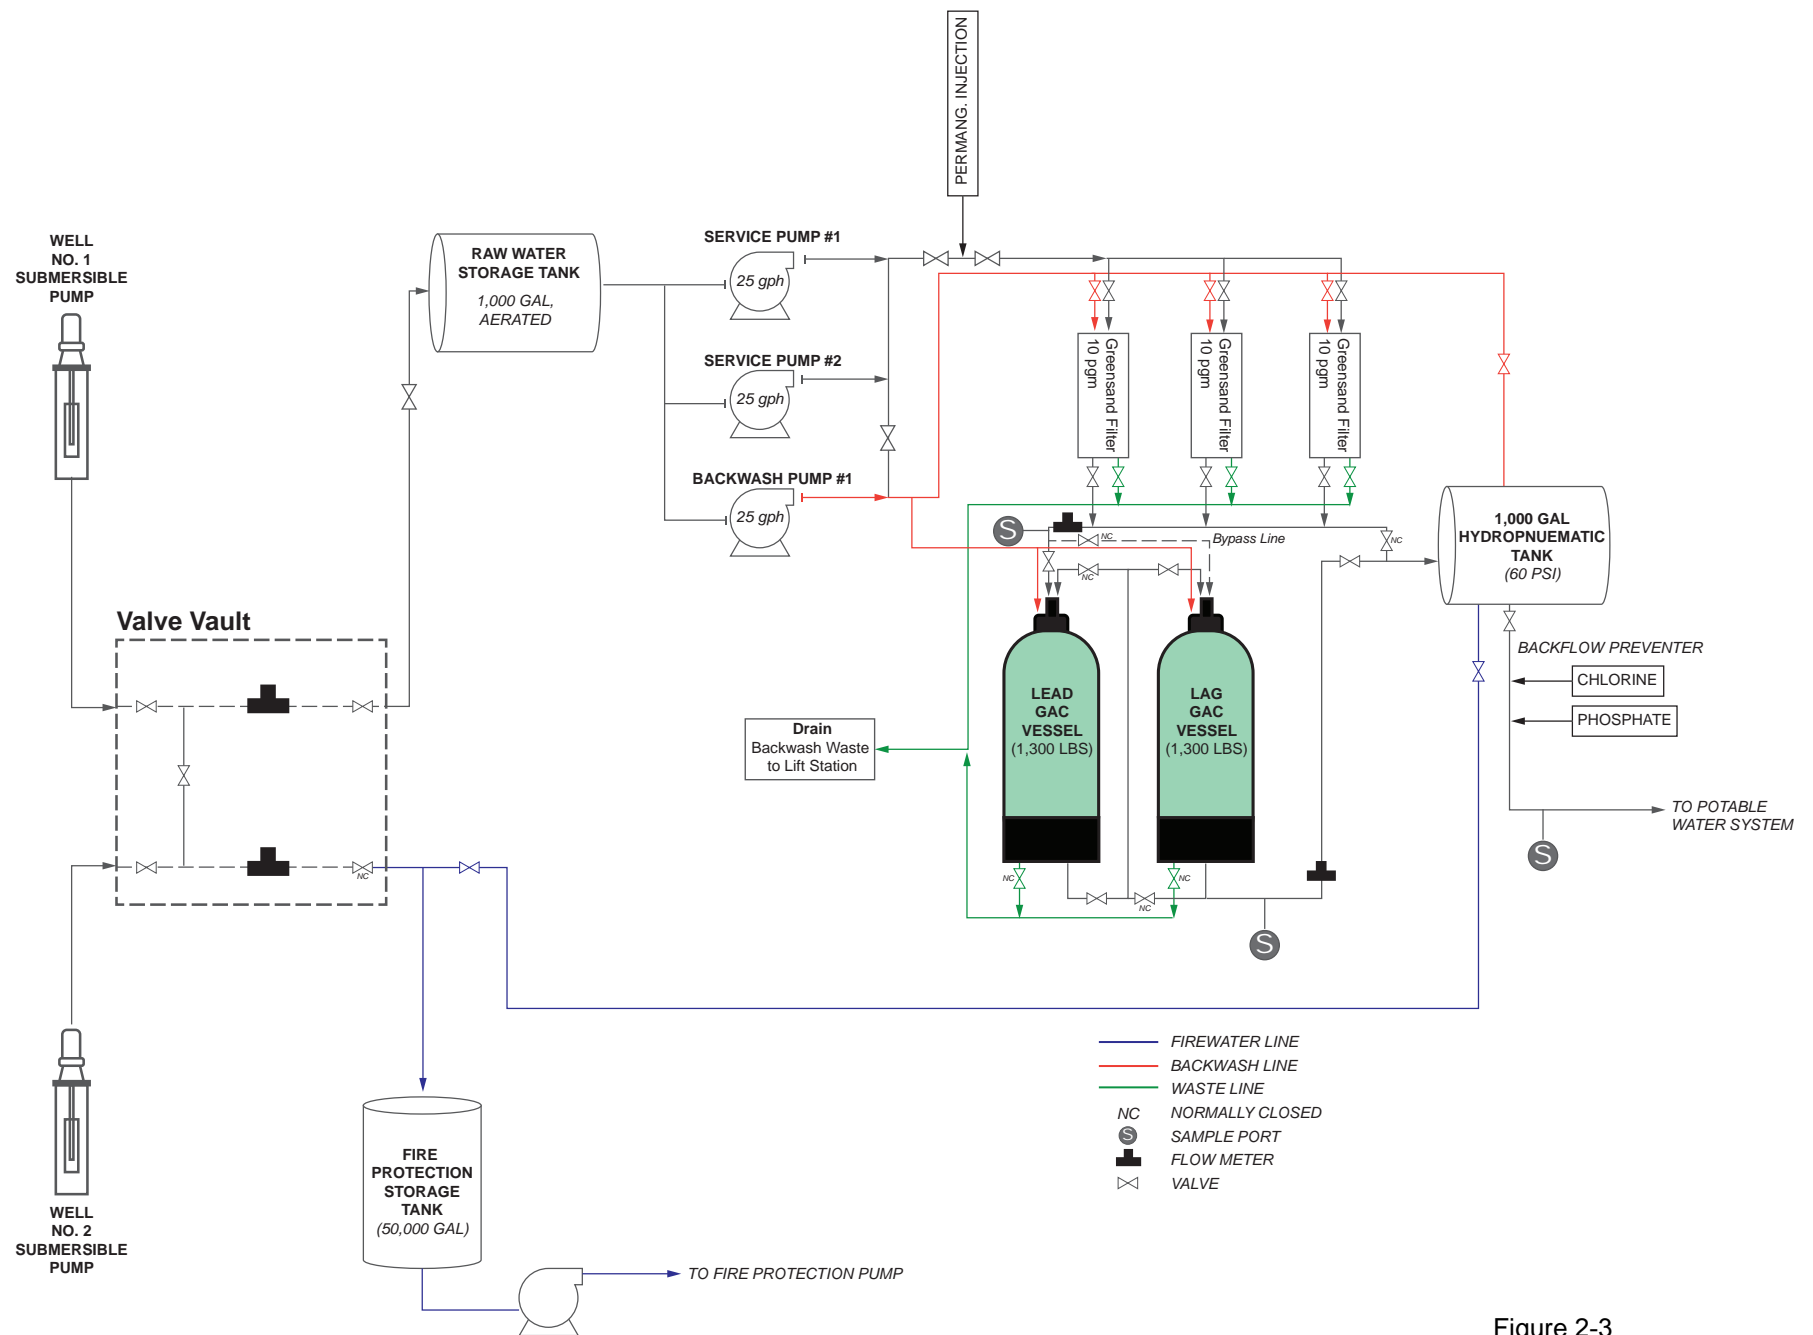 PERMANG. INJECTION
WELL
NO. 1
SUBMERSIBLE
PUMP
RAW WATER
STORAGE TANK
1,000 GAL,
AERATED
SERVICE PUMP #1
25 gph
SERVICE PUMP #2
25 gph
BACKWASH PUMP #1
25 gph
Greensand Filter
10 pgm
Greensand Filter
10 pgm
Greensand Filter
10 pgm
S
NC
Bypass Line
NC
NC
1,000 GAL
HYDROPNUEMATIC
TANK
(60 PSI)
Valve Vault
NC
BACKFLOW PREVENTER
CHLORINE
PHOSPHATE
Drain
Backwash Waste
to Lift Station
LEAD
GAC
VESSEL
(1,300 LBS)
LAG
GAC
VESSEL
(1,300 LBS)
TO POTABLE
WATER SYSTEM
S
NC
NC
NC
S
FIREWATER LINE
BACKWASH LINE
WASTE LINE
NC NORMALLY CLOSED
S SAMPLE PORT
FLOW METER
VALVE
FIRE
PROTECTION
STORAGE
TANK
(50,000 GAL)
WELL
NO. 2
SUBMERSIBLE
PUMP
TO FIRE PROTECTION PUMP
Figure 2-3